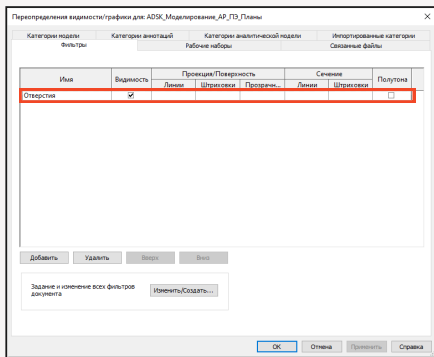 Переопределения видимости/графики для: ADSK_Моделирование_АР_ПЭ_Планы
Категории модели Категории аннотаций Категории аналитической модели Импортированные категории
Фильтры Рабочие наборы Связанные файлы
Имя Видимость Проекция/Поверхность Сечение Полутона
Линии Штриховки Прозрачн... Линии Штриховки
Отверстия
Добавить Удалить Вверх Вниз
Задание и изменение всех фильтров
документа
Изменить/Создать...
ОК Отмена Применить Справка